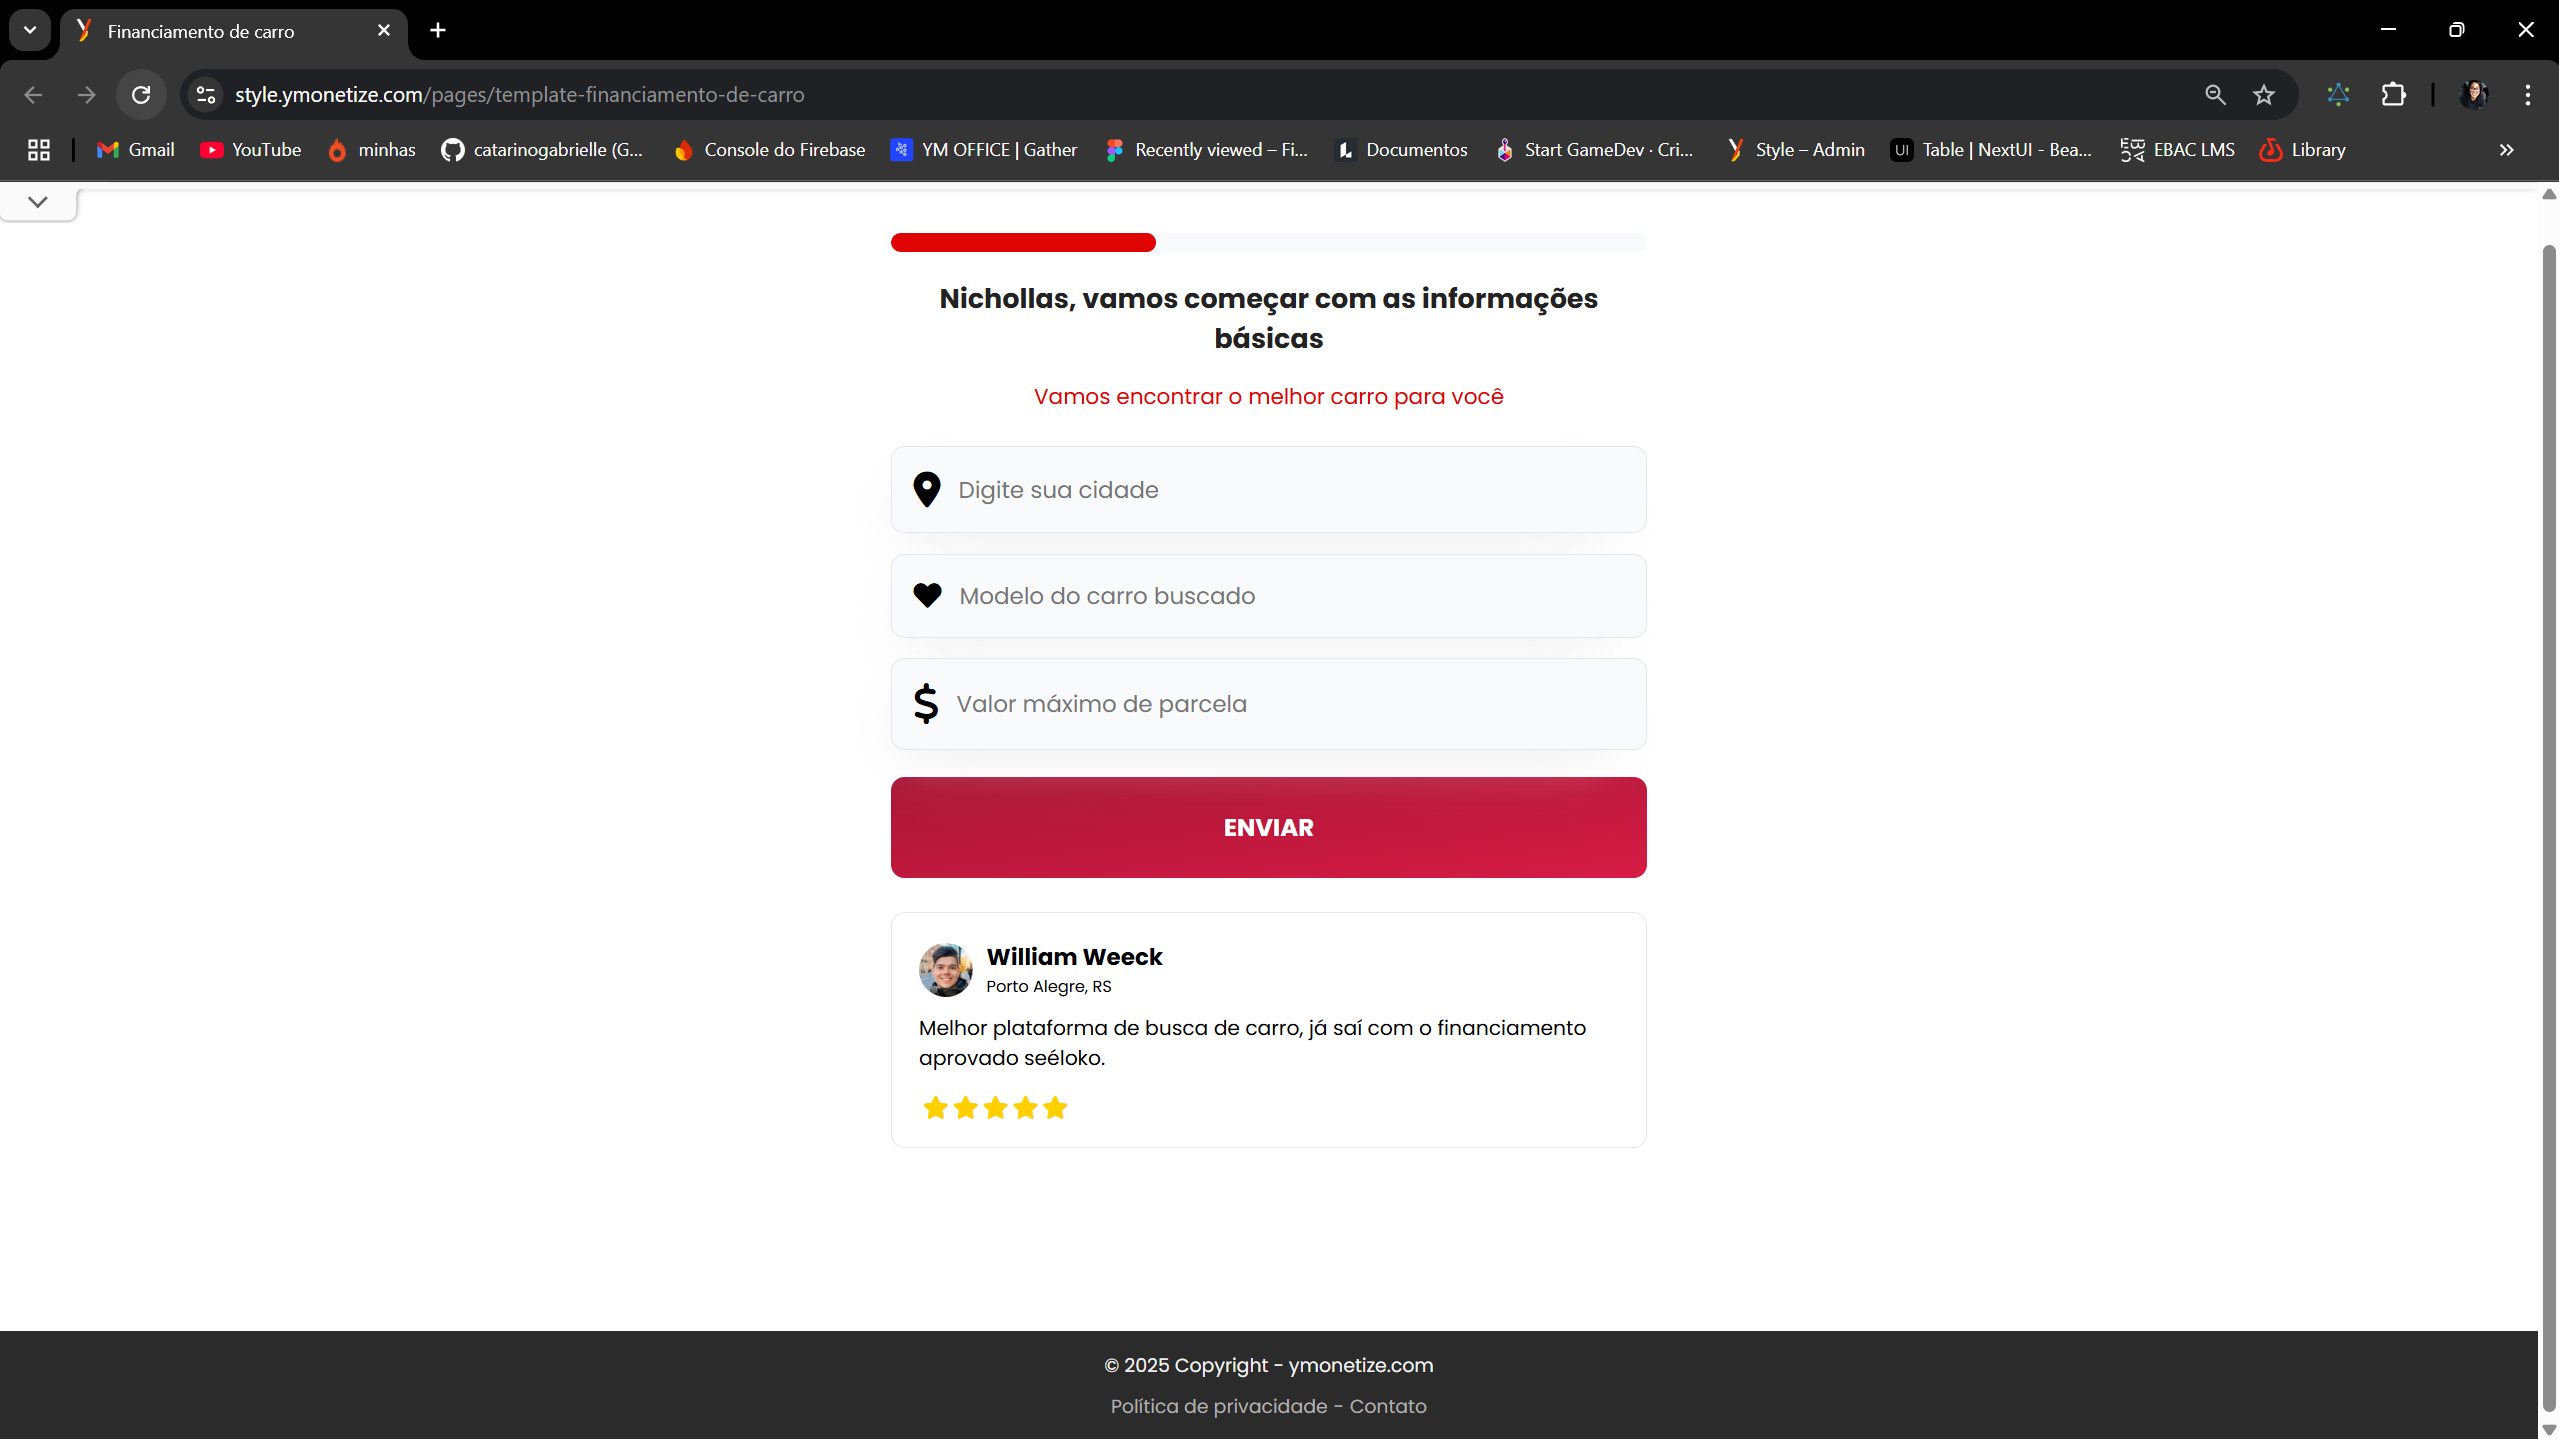 Financiamento de carro
style.ymonetize.com/pages/template-financiamento-de-carro
Gmail
YouTube
minhas
catarinogabrielle (G...
Console do Firebase
YM OFFICE | Gather
Recently viewed – Fi...
Documentos
Start GameDev · Cri...
Style – Admin
UI
Table | NextUI - Bea...
EBAC LMS
Library
Nichollas, vamos começar com as informações
básicas
Vamos encontrar o melhor carro para você
Digite sua cidade
Modelo do carro buscado
Valor máximo de parcela
ENVIAR
William Weeck
Porto Alegre, RS
Melhor plataforma de busca de carro, já saí com o financiamento
aprovado seéloko.
© 2025 Copyright - ymonetize.com
Política de privacidade - Contato